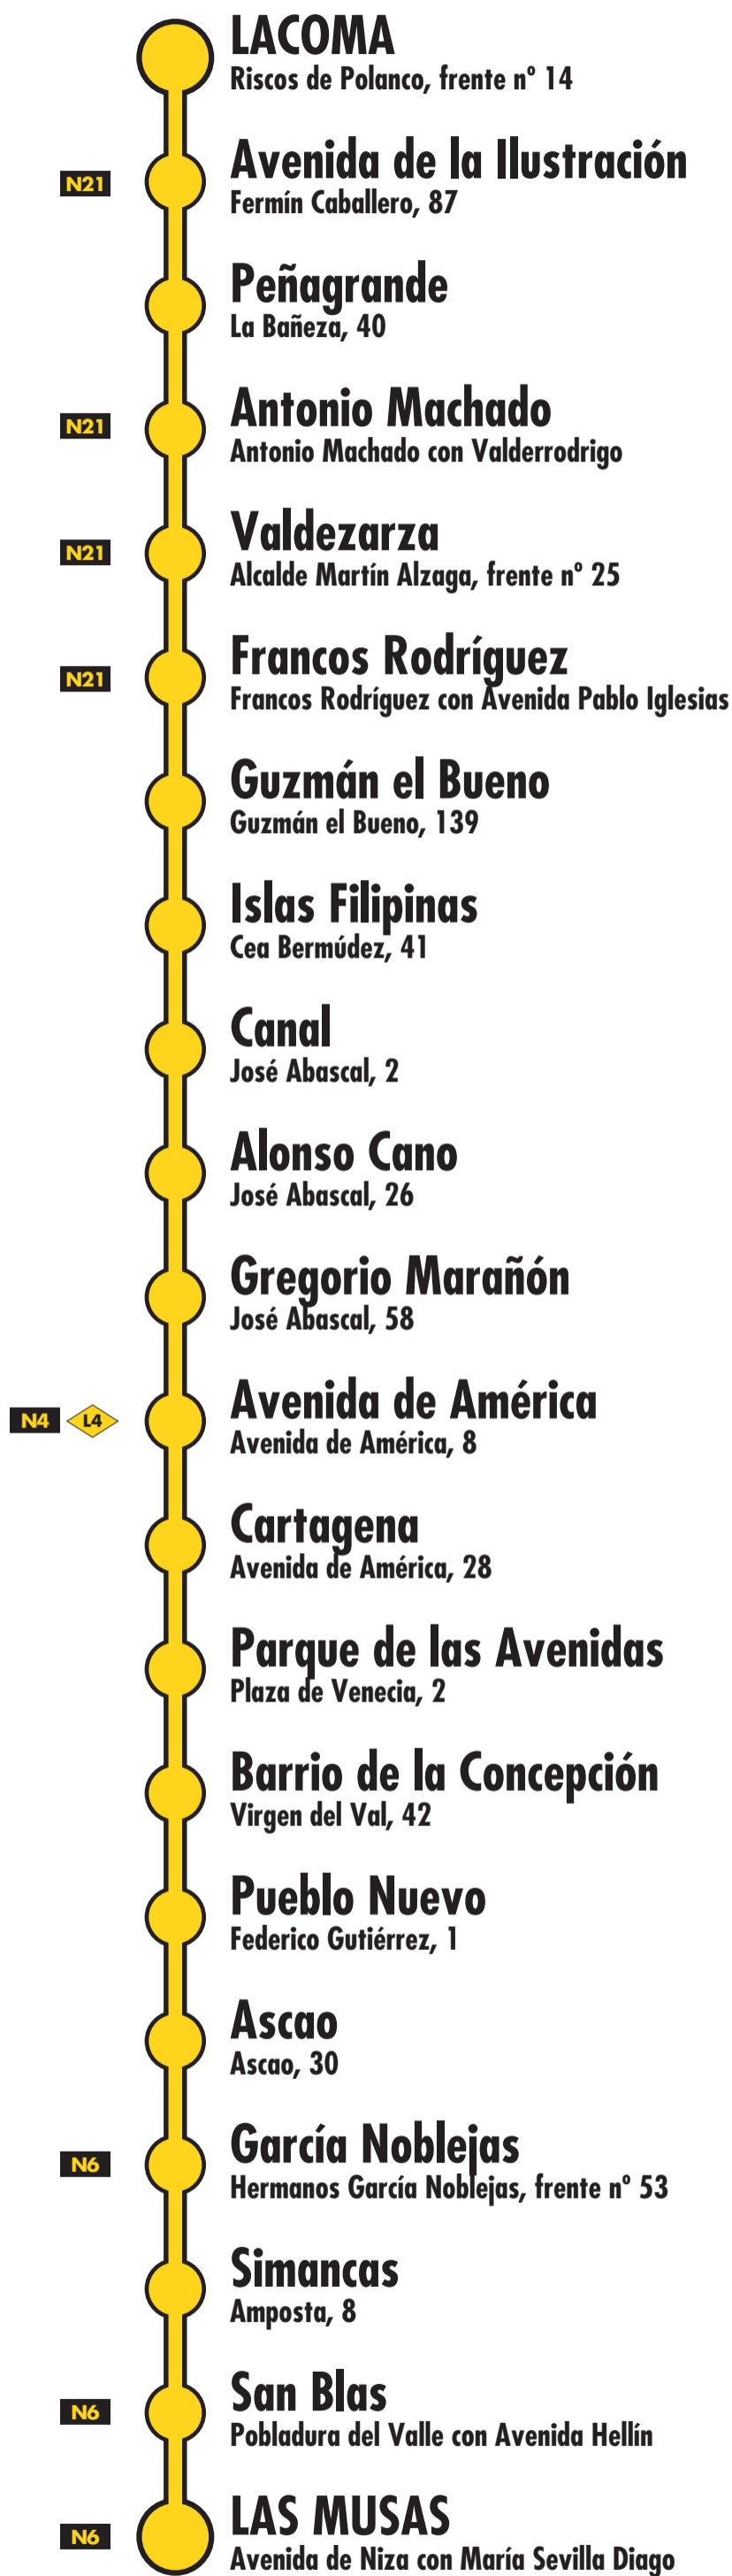 LACOMA
Riscos de Polanco, frente nº 14
N21
Avenida de la Ilustración
Fermín Caballero, 87
Peñagrande
La Bañeza, 40
N21
Antonio Machado
Antonio Machado con Valderrodrigo
N21
Valdezarza
Alcalde Martín Alzaga, frente nº 25
N21
Francos Rodríguez
Francos Rodríguez con Avenida Pablo Iglesias
Guzmán el Bueno
Guzmán el Bueno, 139
Islas Filipinas
Cea Bermúdez, 41
Canal
José Abascal, 2
Alonso Cano
José Abascal, 26
Gregorio Marañón
José Abascal, 58
N4 L4
Avenida de América
Avenida de América, 8
Cartagena
Avenida de América, 28
Parque de las Avenidas
Plaza de Venecia, 2
Barrio de la Concepción
Virgen del Val, 42
Pueblo Nuevo
Federico Gutiérrez, 1
Ascao
Ascao, 30
N6
García Noblejas
Hermanos García Noblejas, frente nº 53
Simancas
Amposta, 8
N6
San Blas
Pobladura del Valle con Avenida Hellín
N6
LAS MUSAS
Avenida de Niza con María Sevilla Diago